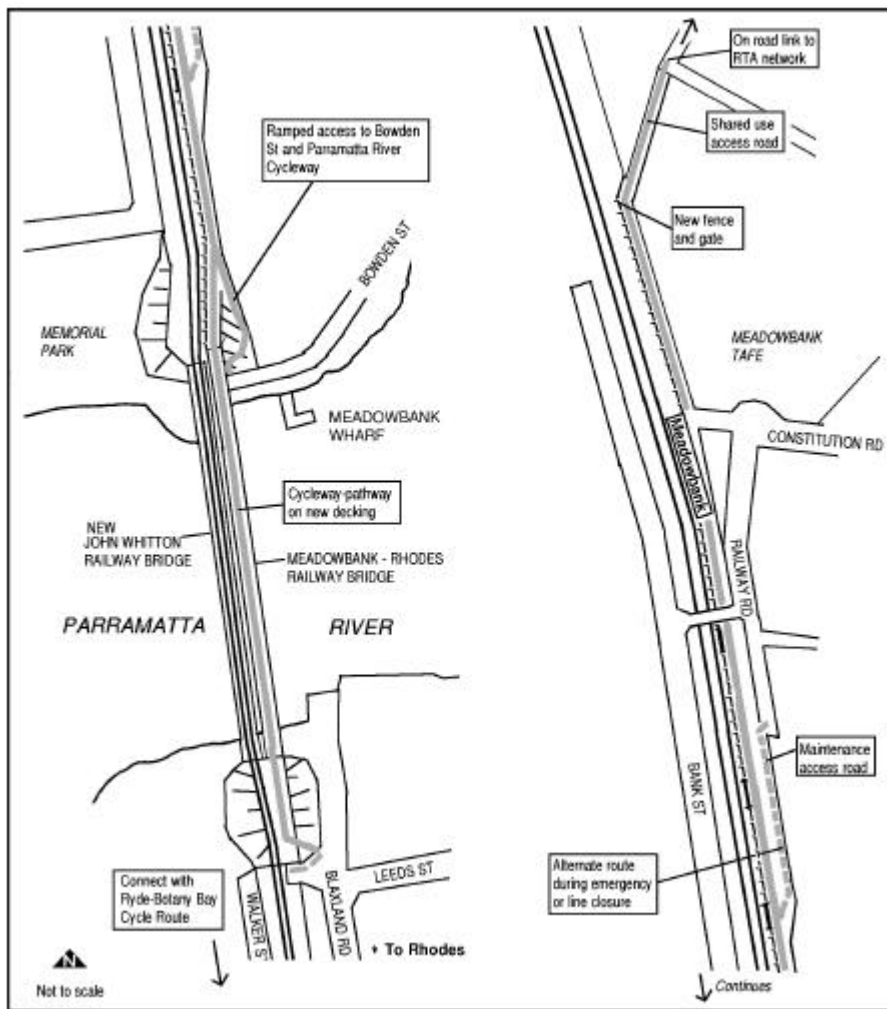 Ramped access to Bowden
St and Parramatta River
Cycleway
BOWDEN ST
MEMORIAL
PARK
MEADOWBANK
WHARF
Cycleway-pathway
on new decking
NEW
JOHN WHITTON
RAILWAY BRIDGE
MEADOWBANK - RHODES
RAILWAY BRIDGE
PARRAMATTA RIVER
Connect with
Ryde-Botany Bay
Cycle Route
WALKER ST
BLAXLAND RD
LEEDS ST
To Rhodes
N
Not to scale
On road link to
RTA network
Shared use
access road
New fence
and gate
MEADOWBANK
TAFE
CONSTITUTION RD
Meadowbank
RAILWAY RD
Maintenance
access road
BANK ST
Alternate route
during emergency
or line closure
Continues